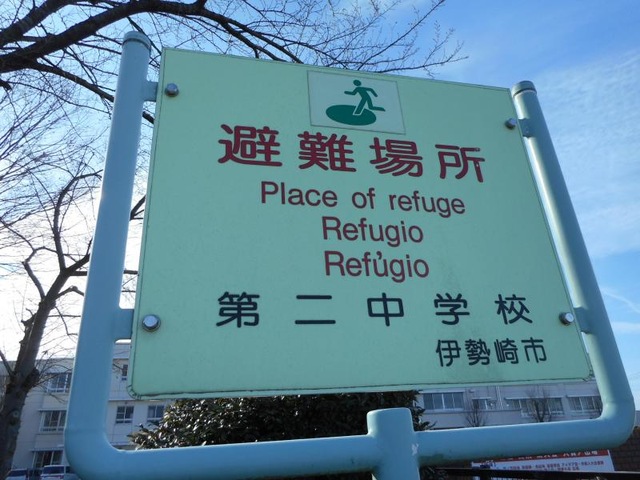 避難場所
Place of refuge
Refugio
Refúgio
第二中学校
伊勢崎市